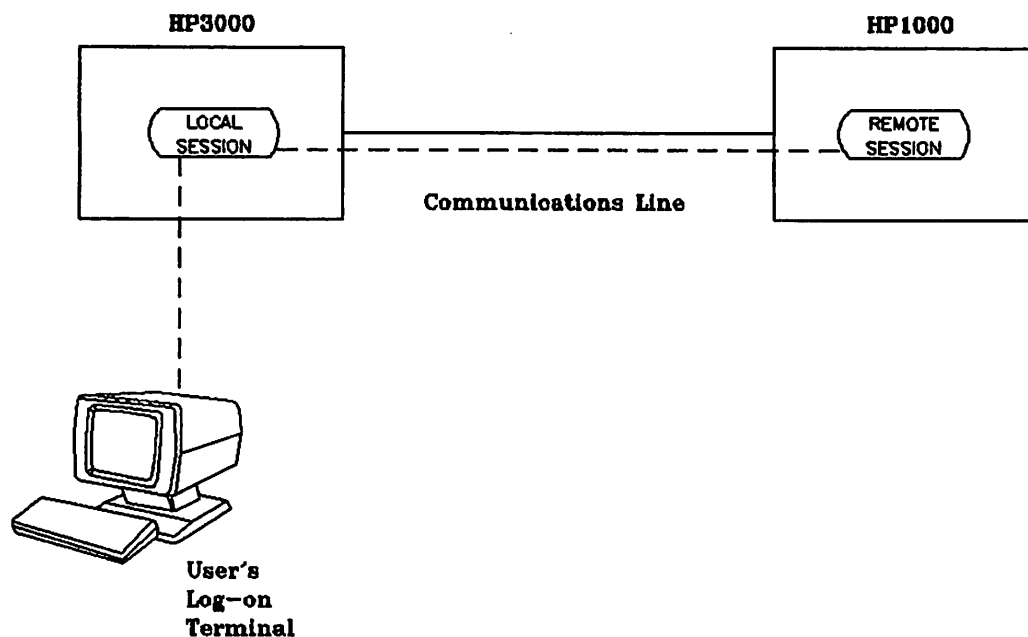 HP3000
HP1000
LOCAL
SESSION
REMOTE
SESSION
Communications Line
User's
Log-on
Terminal